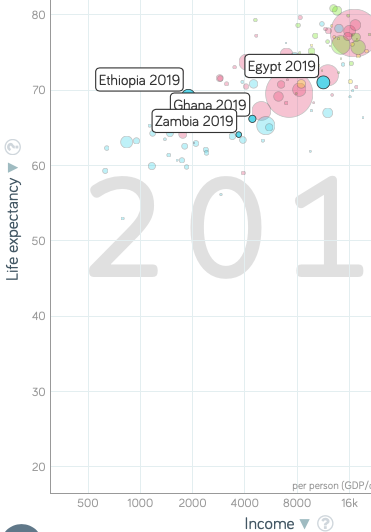 80
Egypt 2019
Ethiopia 2019
70
Ghana 2019
Zambia 2019
60
201
50
40
30
20
Life expectancy ▼ ?
per person (GDP/c
500 1000 2000 4000 8000 16k
Income ▼ ?